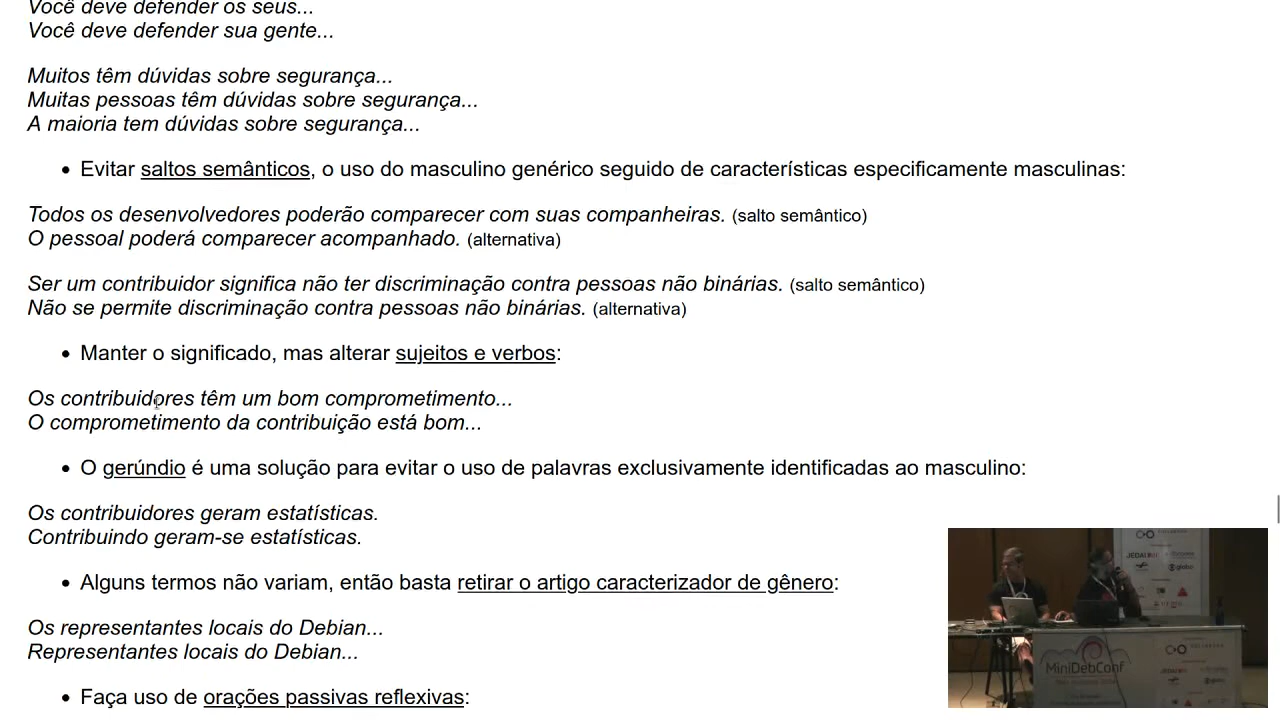 Você deve defender os seus...
Você deve defender sua gente...
Muitos têm dúvidas sobre segurança...
Muitas pessoas têm dúvidas sobre segurança...
A maioria tem dúvidas sobre segurança...
• Evitar saltos semânticos, o uso do masculino genérico seguido de características especificamente masculinas:
Todos os desenvolvedores poderão comparecer com suas companheiras. (salto semântico)
O pessoal poderá comparecer acompanhado. (alternativa)
Ser um contribuidor significa não ter discriminação contra pessoas não binárias. (salto semântico)
Não se permite discriminação contra pessoas não binárias. (alternativa)
• Manter o significado, mas alterar sujeitos e verbos:
Os contribuidores têm um bom comprometimento...
O comprometimento da contribuição está bom...
• O gerúndio é uma solução para evitar o uso de palavras exclusivamente identificadas ao masculino:
Os contribuidores geram estatísticas.
Contribuindo geram-se estatísticas.
• Alguns termos não variam, então basta retirar o artigo caracterizador de gênero:
Os representantes locais do Debian...
Representantes locais do Debian...
• Faça uso de orações passivas reflexivas:
globo
MiniDebConf
globo